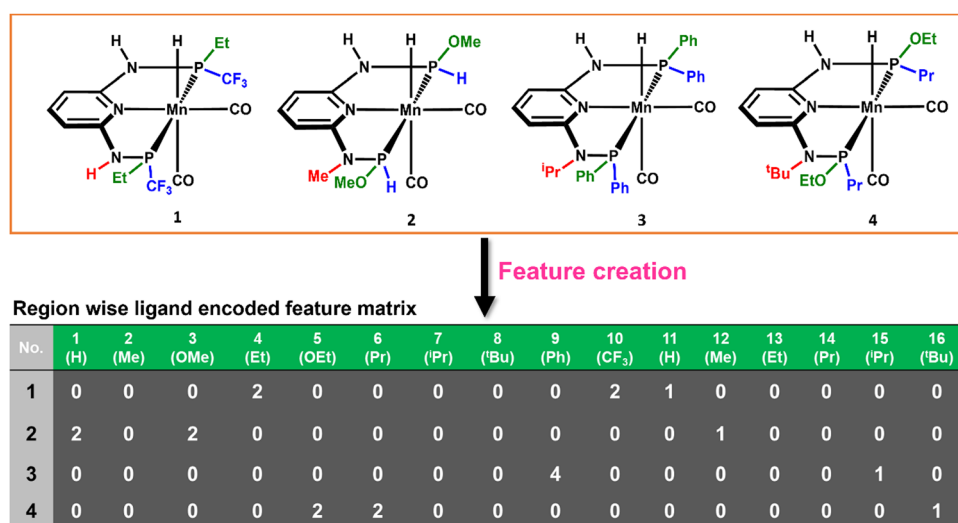 H H Et
N P CF₃
N Mn CO
N P
H Et CF₃ CO
1
H H OMe
N P H
N Mn CO
N P
Me MeO H CO
2
H H Ph
N P Ph
N Mn CO
N P
ⁱPr Ph Ph CO
3
H H OEt
N P Pr
N Mn CO
N P
ᵗBu EtO Pr CO
4
Feature creation
Region wise ligand encoded feature matrix
No. 1 (H) 2 (Me) 3 (OMe) 4 (Et) 5 (OEt) 6 (Pr) 7 (ⁱPr) 8 (ᵗBu) 9 (Ph) 10 (CF₃) 11 (H) 12 (Me) 13 (Et) 14 (Pr) 15 (ⁱPr) 16 (ᵗBu)
1 0 0 0 2 0 0 0 0 0 2 1 0 0 0 0 0
2 2 0 2 0 0 0 0 0 0 0 0 1 0 0 0 0
3 0 0 0 0 0 0 0 0 4 0 0 0 0 0 1 0
4 0 0 0 0 2 2 0 0 0 0 0 0 0 0 0 1